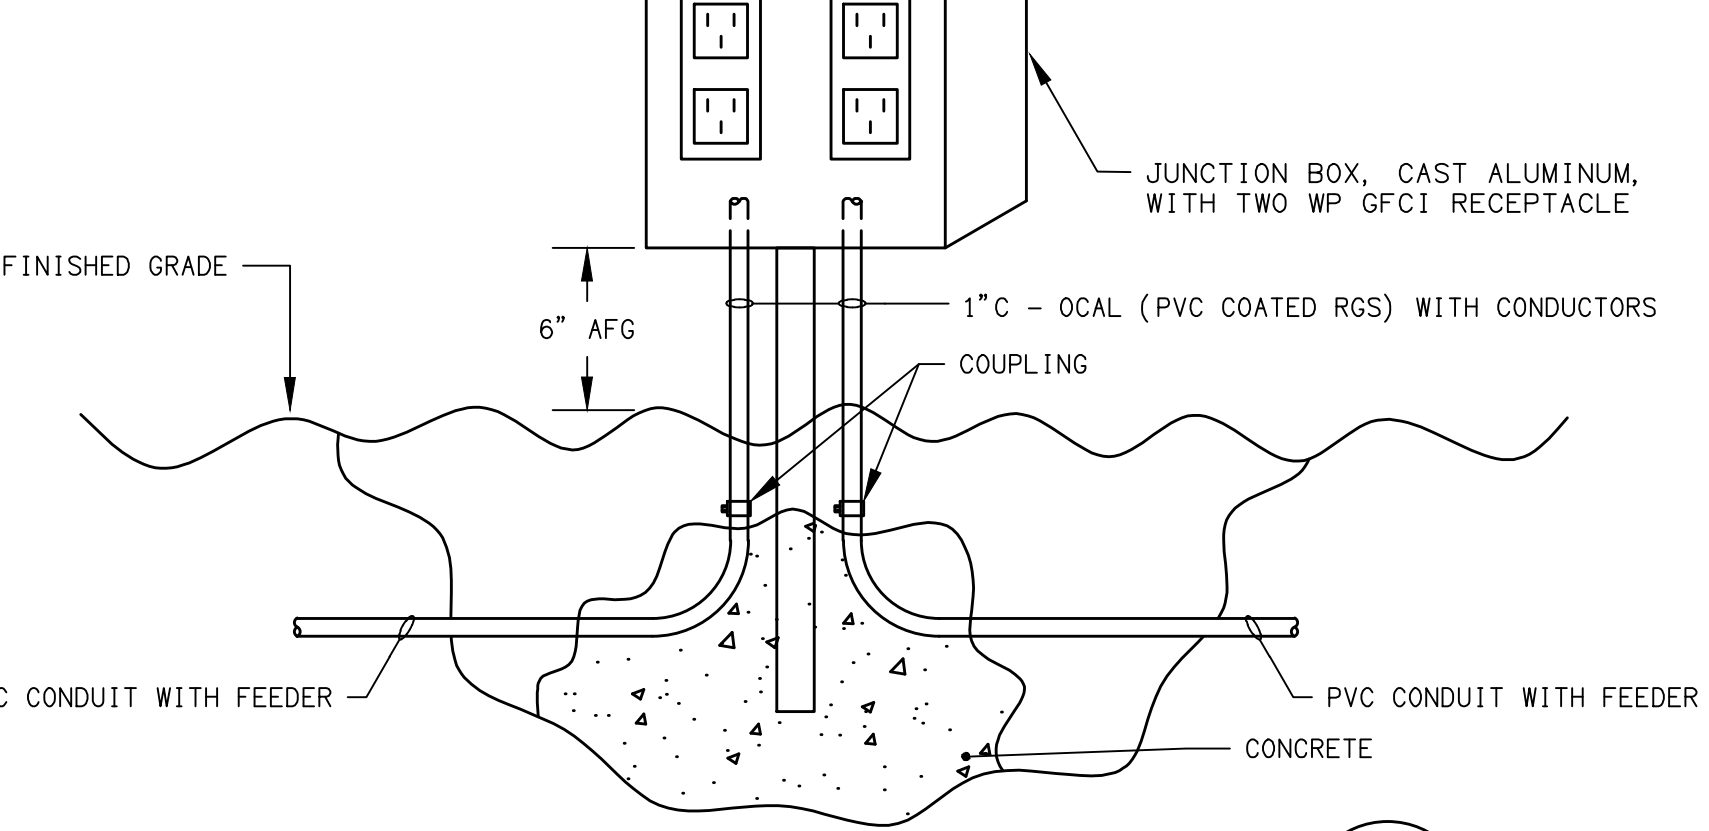 JUNCTION BOX, CAST ALUMINUM,
WITH TWO WP GFCI RECEPTACLE
FINISHED GRADE
6" AFG
1"C - OCAL (PVC COATED RGS) WITH CONDUCTORS
COUPLING
CONDUIT WITH FEEDER
PVC CONDUIT WITH FEEDER
CONCRETE